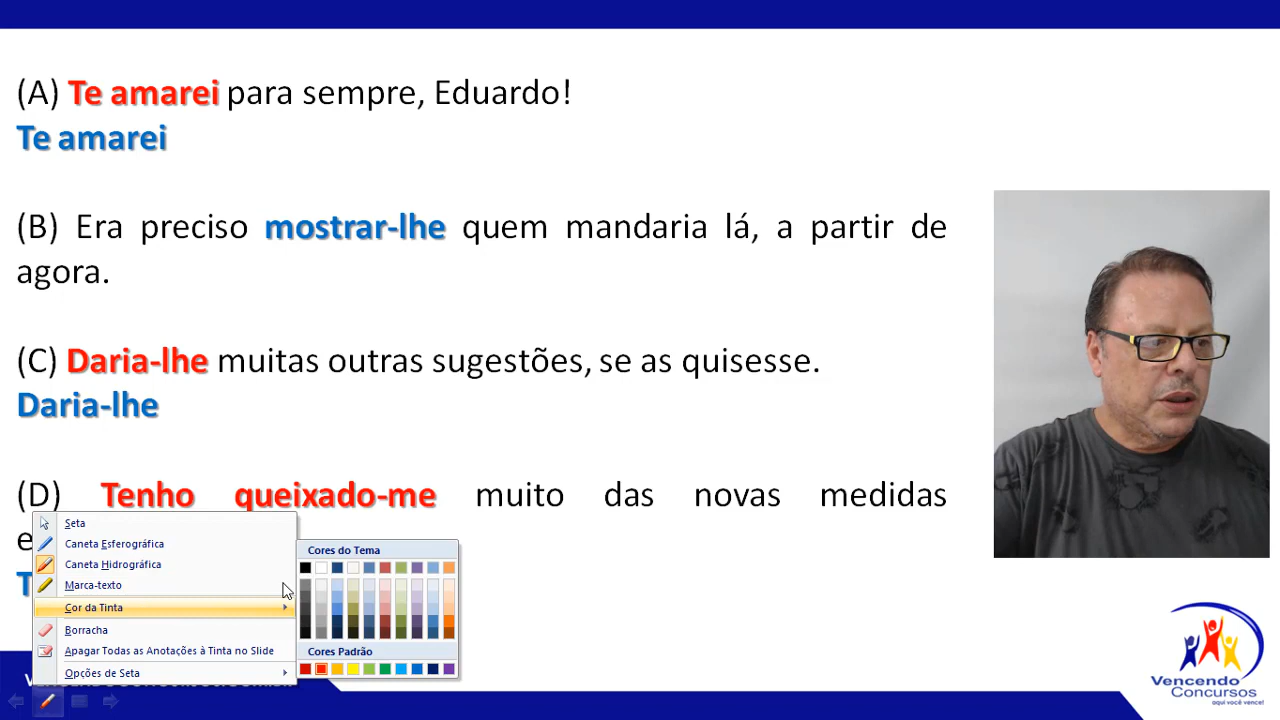 (A) Te amarei para sempre, Eduardo!
Te amarei
(B) Era preciso mostrar-lhe quem mandaria lá, a partir de
agora.
(C) Daria-lhe muitas outras sugestões, se as quisesse.
Daria-lhe
(D) Tenho queixado-me muito das novas medidas
Seta
Caneta Esferográfica
Caneta Hidrográfica
Marca-texto
Cor da Tinta
Borracha
Apagar Todas as Anotações à Tinta no Slide
Opções de Seta
Cores do Tema
Cores Padrão
Vencendo
Concursos
aqui você vence!